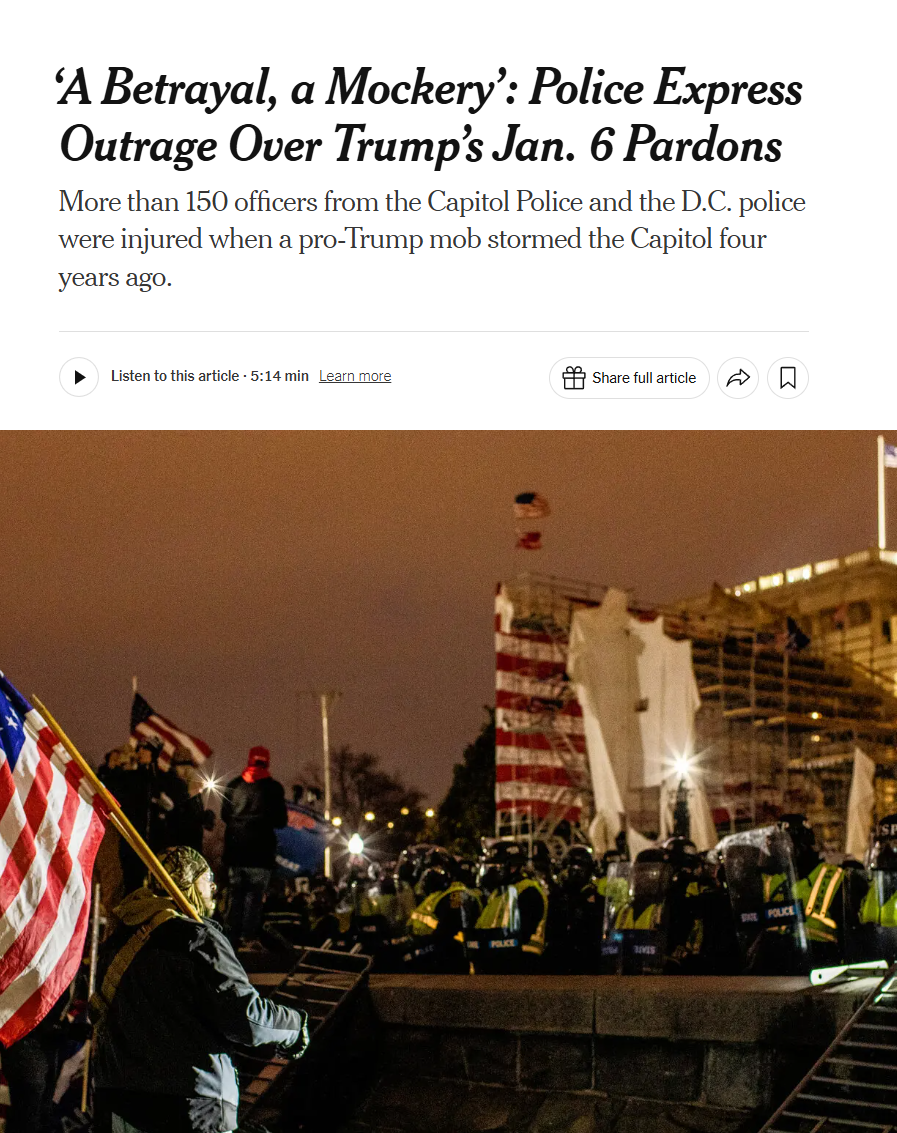 ‘A Betrayal, a Mockery’: Police Express
Outrage Over Trump’s Jan. 6 Pardons
More than 150 officers from the Capitol Police and the D.C. police
were injured when a pro-Trump mob stormed the Capitol four
years ago.
Listen to this article · 5:14 min Learn more
Share full article
POLICE
STATE
POLICE
STATE
POLICE